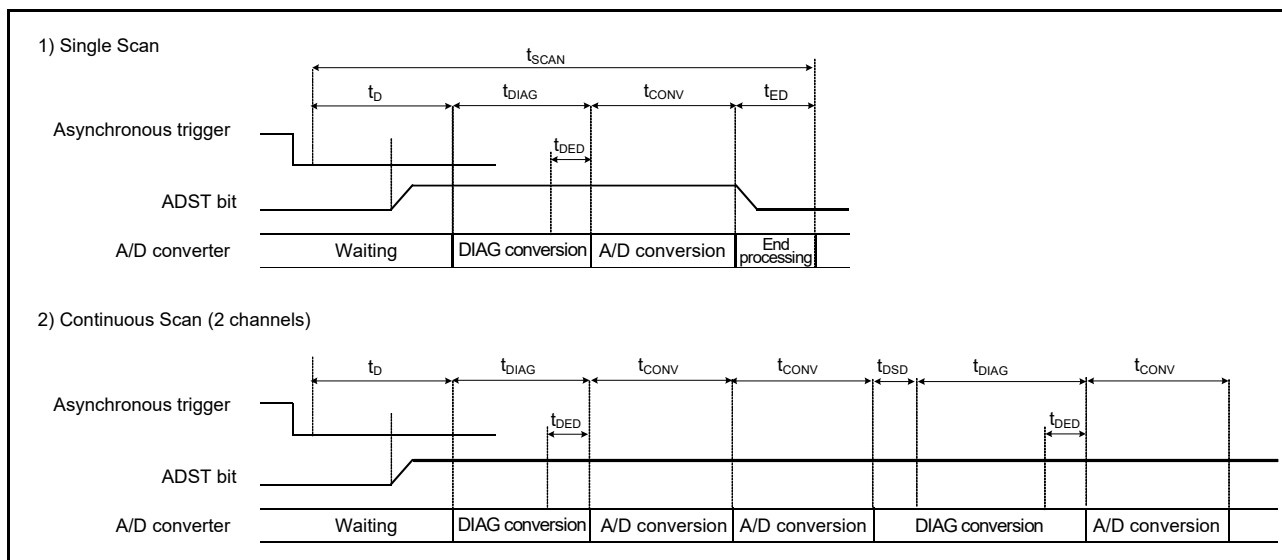 1) Single Scan
tSCAN
tD tDIAG tCONV tED
Asynchronous trigger
tDED
ADST bit
A/D converter Waiting DIAG conversion A/D conversion End processing
2) Continuous Scan (2 channels)
tD tDIAG tCONV tCONV tDSD tDIAG tCONV
Asynchronous trigger
tDED tDED
ADST bit
A/D converter Waiting DIAG conversion A/D conversion A/D conversion DIAG conversion A/D conversion